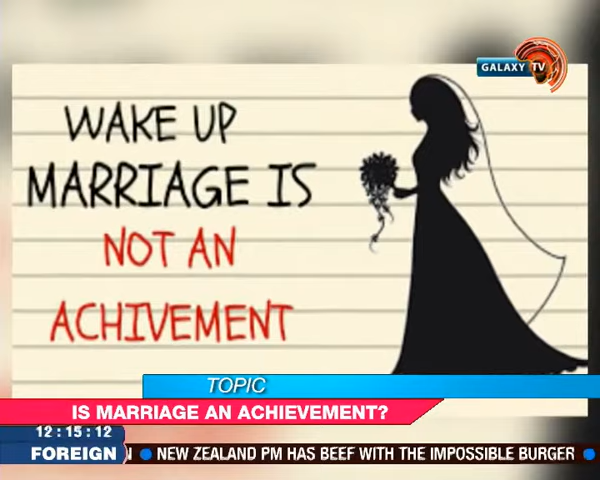 GALAXY TV
WAKE UP
MARRIAGE IS
NOT AN
ACHIVEMENT
TOPIC
IS MARRIAGE AN ACHIEVEMENT?
12:15:12
FOREIGN N • NEW ZEALAND PM HAS BEEF WITH THE IMPOSSIBLE BURGER •